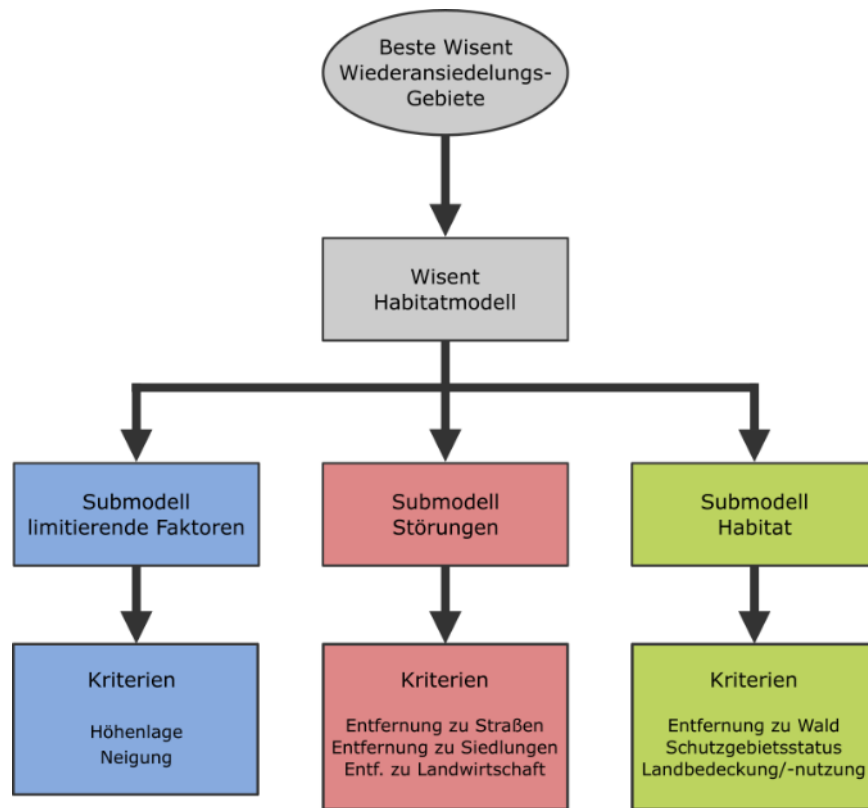 Beste Wisent
Wiederansiedelungs-
Gebiete
Wisent
Habitatmodell
Submodell
limitierende Faktoren
Submodell
Störungen
Submodell
Habitat
Kriterien
Höhenlage
Neigung
Kriterien
Entfernung zu Straßen
Entfernung zu Siedlungen
Entf. zu Landwirtschaft
Kriterien
Entfernung zu Wald
Schutzgebietsstatus
Landbedeckung/-nutzung